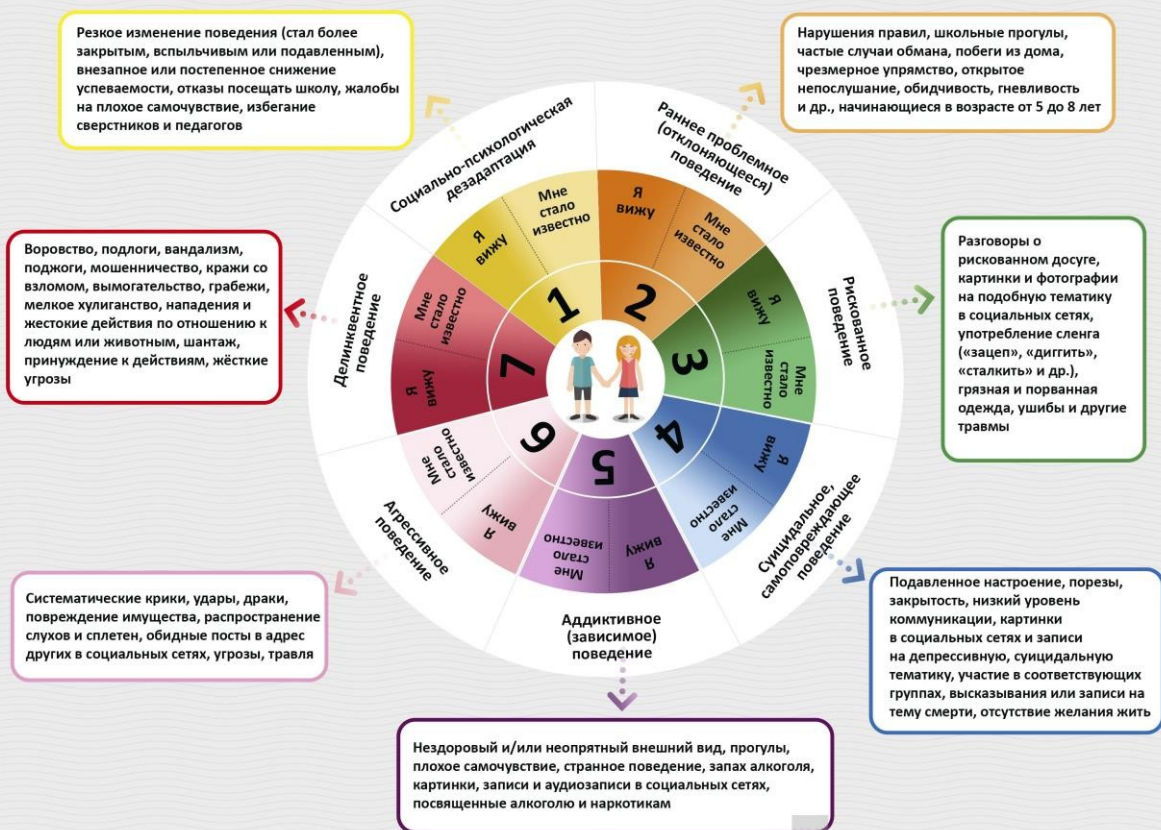 Резкое изменение поведения (стал более
закрытым, вспыльчивым или подавленным),
внезапное или постепенное снижение
успеваемости, отказы посещать школу, жалобы
на плохое самочувствие, избегание
сверстников и педагогов
Нарушения правил, школьные прогулы,
частые случаи обмана, побеги из дома,
чрезмерное упрямство, открытое
непослушание, обидчивость, гневливость
и др., начинающиеся в возрасте от 5 до 8 лет
Социально-психологическая
дезадаптация
Я
вижу
Мне
стало
известно
1
Раннее проблемное
(отклоняющееся)
поведение
Я
вижу
Мне
стало
известно
2
Рискованное
поведение
Я
вижу
Мне
стало
известно
3
Разговоры о
рискованном досуге,
картинки и фотографии
на подобную тематику
в социальных сетях,
употребление сленга
(«зацеп», «диггить»,
«сталкить» и др.),
грязная и порванная
одежда, ушибы и другие
травмы
Суицидальное,
самоповреждающее
поведение
Я
вижу
Мне
стало
известно
4
Подавленное настроение, порезы,
закрытость, низкий уровень
коммуникации, картинки
в социальных сетях и записи
на депрессивную, суицидальную
тематику, участие в соответствующих
группах, высказывания или записи на
тему смерти, отсутствие желания жить
5
Я
вижу
Мне
стало
известно
Аддиктивное
(зависимое)
поведение
Нездоровый и/или неопрятный внешний вид, прогулы,
плохое самочувствие, странное поведение, запах алкоголя,
картинки, записи и аудиозаписи в социальных сетях,
посвященные алкоголю и наркотикам
6
Я
вижу
Мне
стало
известно
Агрессивное
поведение
Систематические крики, удары, драки,
повреждение имущества, распространение
слухов и сплетен, обидные посты в адрес
других в социальных сетях, угрозы, травля
7
Я
вижу
Мне
стало
известно
Делинквентное
поведение
Воровство, подлоги, вандализм,
поджоги, мошенничество, кражи со
взломом, вымогательство, грабежи,
мелкое хулиганство, нападения и
жестокие действия по отношению к
людям или животным, шантаж,
принуждение к действиям, жёсткие
угрозы